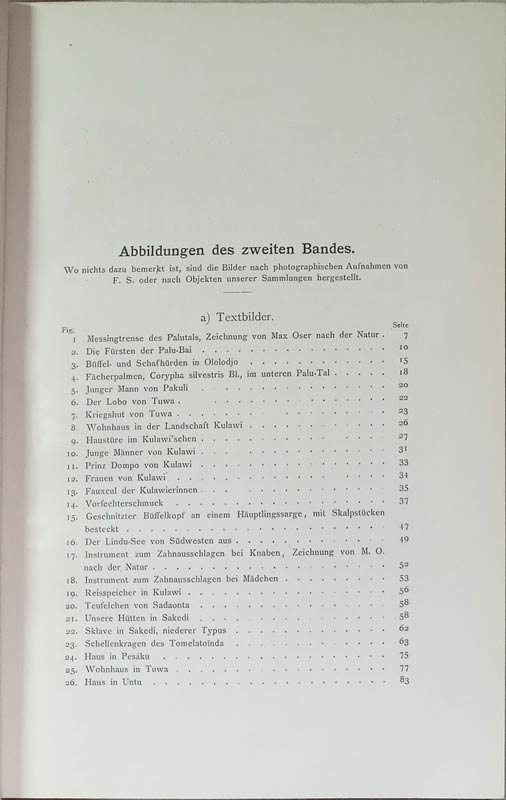 Abbildungen des zweiten Bandes.
Wo nichts dazu bemerkt ist, sind die Bilder nach photographischen Aufnahmen von
F. S. oder nach Objekten unserer Sammlungen hergestellt.
a) Textbilder.
Fig. Seite
1 Messingtrense des Palutals, Zeichnung von Max Oser nach der Natur . 7
2. Die Fürsten der Palu-Bai . . . . . . . . . . . . 10
3. Büffel- und Schafhürden in Ololodjo . . . . . . . . . 15
4. Fächerpalmen, Corypha silvestris Bl., im unteren Palu-Tal . . . . . 18
5. Junger Mann von Pakuli . . . . . . . . . . . . 20
6. Der Lobo von Tuwa . . . . . . . . . . . . 22
7. Kriegshut von Tuwa . . . . . . . . . . . . 23
8. Wohnhaus in der Landschaft Kulawi . . . . . . . . . 26
9. Haustüre im Kulawi'schen . . . . . . . . . . . . 27
10. Junge Männer von Kulawi . . . . . . . . . . . . 31
11. Prinz Dompo von Kulawi . . . . . . . . . . . . 33
12. Frauen von Kulawi . . . . . . . . . . . . 34
13. Fauxcul der Kulawierinnen . . . . . . . . . . . . 35
14. Vorfechterschmuck . . . . . . . . . . . . 37
15. Geschnitzter Büffelkopf an einem Häuptlingssarge, mit Skalpstücken
besteckt . . . . . . . . . . . . 47
16. Der Lindu-See von Südwesten aus . . . . . . . . . 49
17. Instrument zum Zahnausschlagen bei Knaben, Zeichnung von M. O.
nach der Natur . . . . . . . . . . . . 52
18. Instrument zum Zahnausschlagen bei Mädchen . . . . . . . . 53
19. Reisspeicher in Kulawi . . . . . . . . . . . . 56
20. Teufelchen von Sadaonta . . . . . . . . . . . . 58
21. Unsere Hütten in Sakedi . . . . . . . . . . . . 58
22. Sklave in Sakedi, niederer Typus . . . . . . . . . . 62
23. Schellenkragen des Tomelatoïnda . . . . . . . . . . 63
24. Haus in Pesáku . . . . . . . . . . . . 75
25. Wohnhaus in Tuwa . . . . . . . . . . . . 77
26. Haus in Untu . . . . . . . . . . . . 83